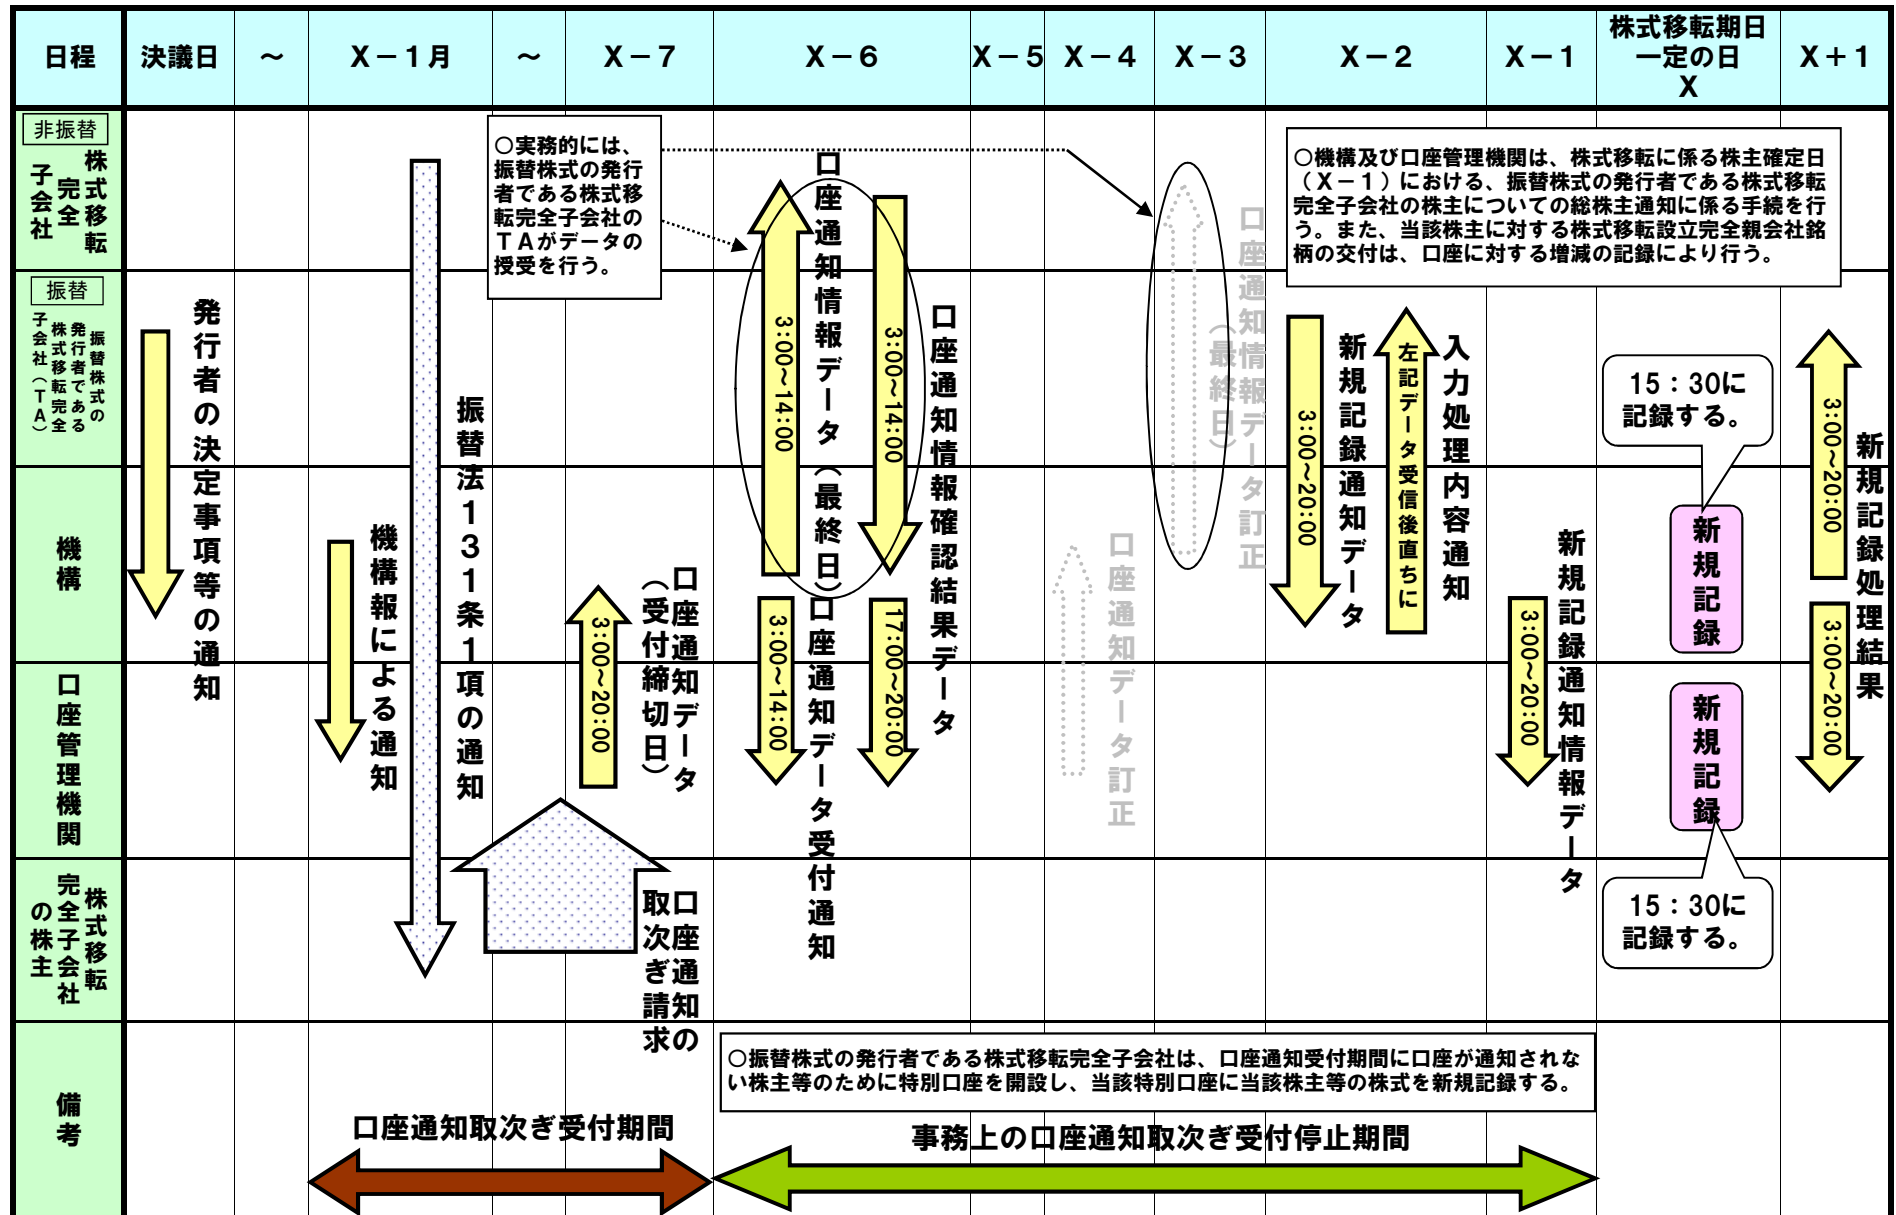 日程
決議日
～
X－1月
～
X－7
X－6
X－5
X－4
X－3
X－2
X－1
株式移転期日
一定の日
X
X＋1
非振替
株式移転
完全
子会社
○実務的には、
振替株式の発行
者である株式移
転完全子会社の
TAがデータの
授受を行う。
○機構及び口座管理機関は、株式移転に係る株主確定日
（X－1）における、振替株式の発行者である株式移転
完全子会社の株主についての総株主通知に係る手続を行
う。また、当該株主に対する株式移転設立完全親会社銘
柄の交付は、口座に対する増減の記録により行う。
振替
振替株式の
発行者である
株式移転完全
子会社（TA）
機構
口座管理機関
株式移転
完全子会社
の株主
備考
発行者の決定事項等の通知
機構報による通知
振替法131条1項の通知
口座通知データ
（受付締切日）
3:00～20:00
口座通知の
取次ぎ請求
口座通知情報データ（最終日）
3:00～14:00
口座通知情報確認結果データ
3:00～14:00
口座通知データ受付通知
3:00～14:00
17:00～20:00
口座通知データ訂正
口座通知情報データ訂正
（最終日）
新規記録通知データ
3:00～20:00
入力処理内容通知
左記データ受信後直ちに
新規記録通知情報データ
3:00～20:00
15：30に
記録する。
新規記録
新規記録
15：30に
記録する。
新規記録処理結果
3:00～20:00
3:00～20:00
○振替株式の発行者である株式移転完全子会社は、口座通知受付期間に口座が通知されな
い株主等のために特別口座を開設し、当該特別口座に当該株主等の株式を新規記録する。
口座通知取次ぎ受付期間
事務上の口座通知取次ぎ受付停止期間